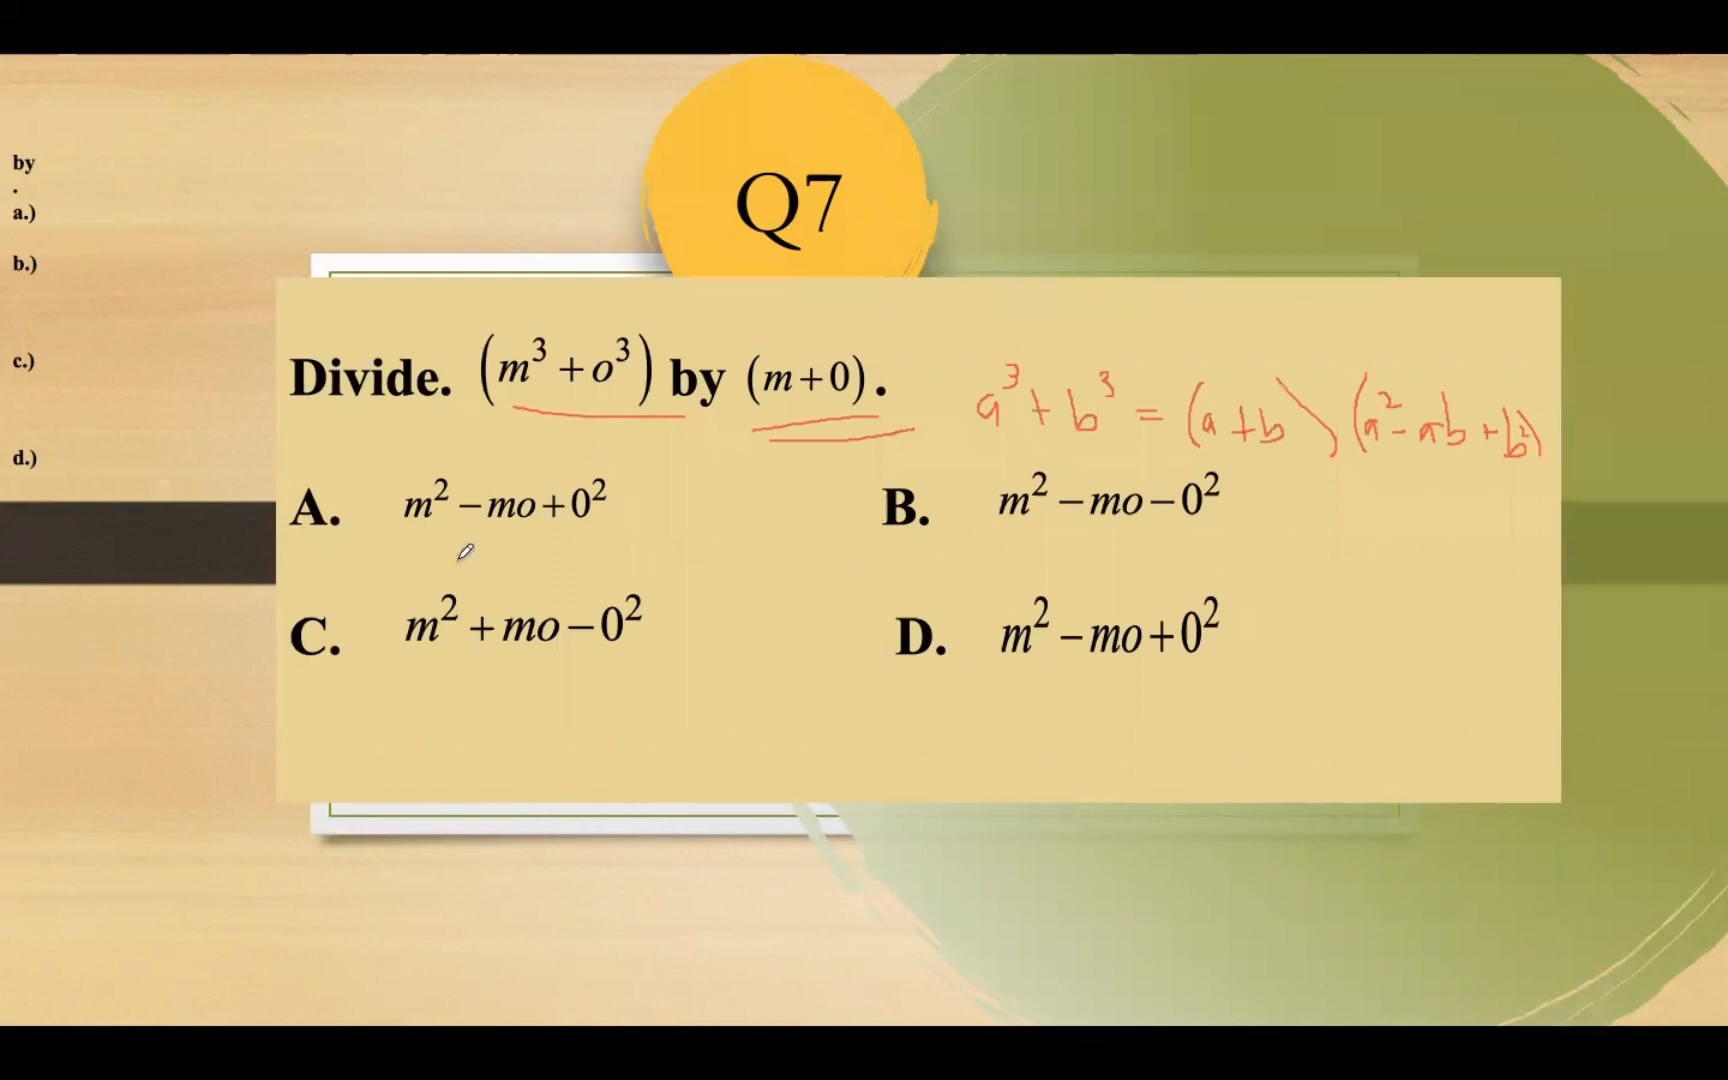 by
.
a.)
b.)
c.)
d.)
Q7
Divide. (m³ + o³) by (m + 0).
a³ + b³ = (a + b) (a² - ab + b²)
A. m² − mo + 0²
B. m² − mo − 0²
C. m² + mo − 0²
D. m² − mo + 0²